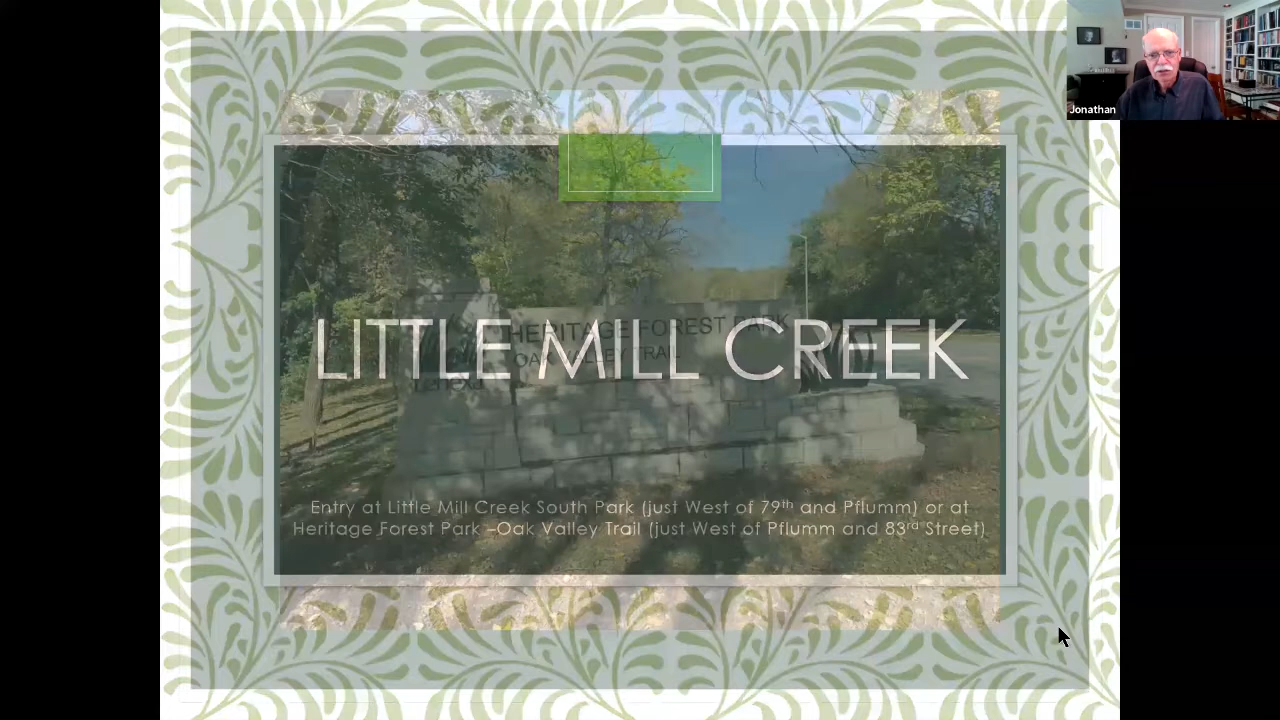 Jonathan
HERITAGE FOREST PARK
OAK VALLEY TRAIL
LITTLE MILL CREEK
Lenexa
Entry at Little Mill Creek South Park (just West of 79th and Pflumm) or at
Heritage Forest Park –Oak Valley Trail (just West of Pflumm and 83rd Street)